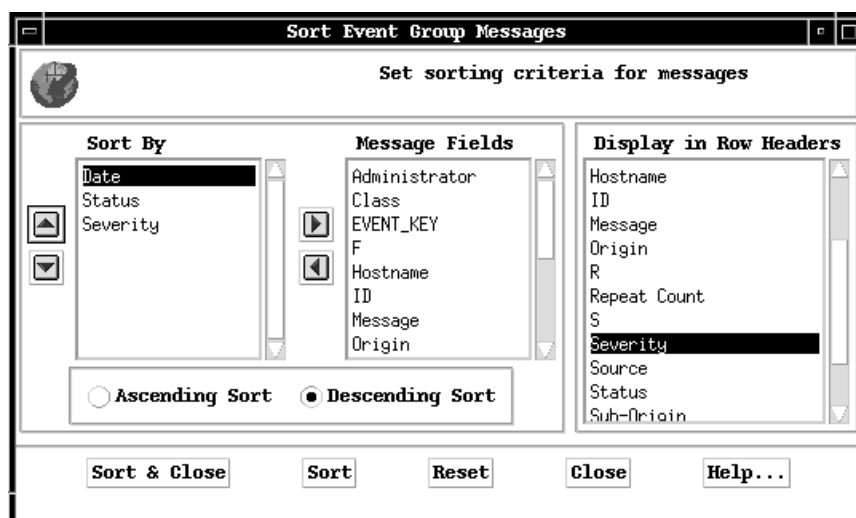 Sort Event Group Messages
Set sorting criteria for messages
Sort By
Date
Status
Severity
Message Fields
Administrator
Class
EVENT_KEY
F
Hostname
ID
Message
Origin
Display in Row Headers
Hostname
ID
Message
Origin
R
Repeat Count
S
Severity
Source
Status
Sub-Origin
Ascending Sort
Descending Sort
Sort & Close
Sort
Reset
Close
Help...